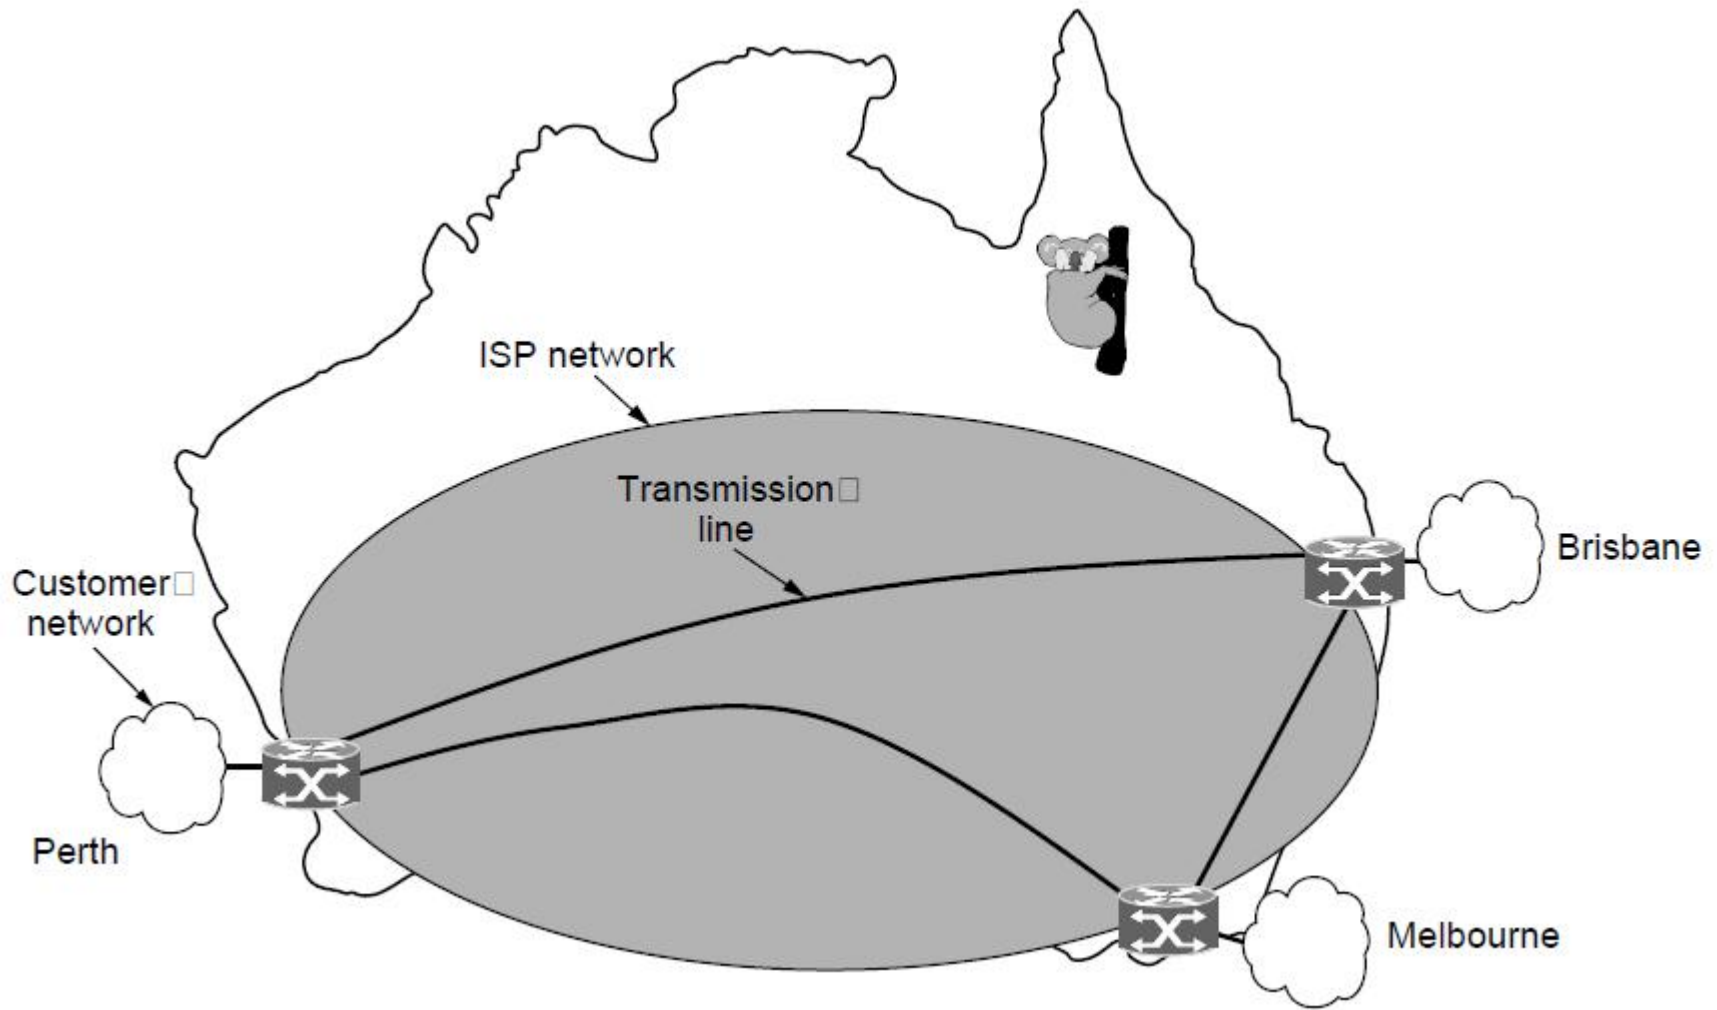 ISP network
Transmission□
line
Customer□
network
Brisbane
Perth
Melbourne